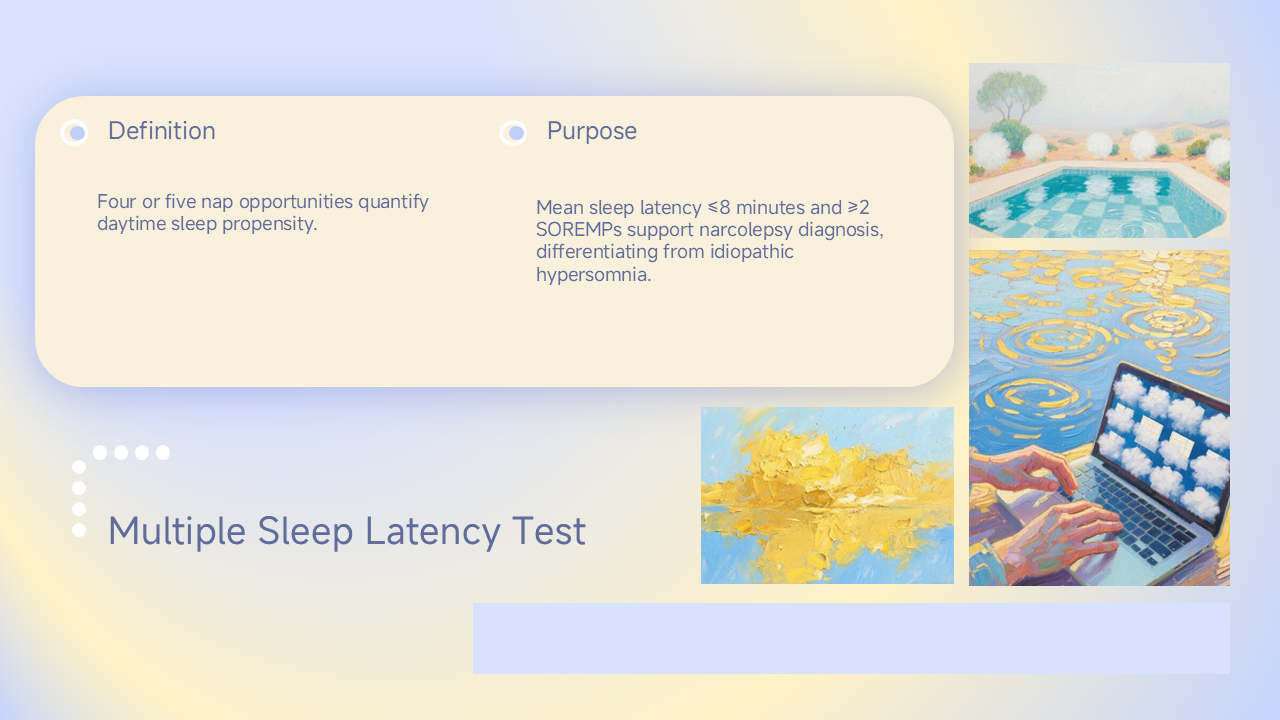 Definition
Four or five nap opportunities quantify
daytime sleep propensity.
Purpose
Mean sleep latency ≤8 minutes and ≥2
SOREMPs support narcolepsy diagnosis,
differentiating from idiopathic
hypersomnia.
Multiple Sleep Latency Test